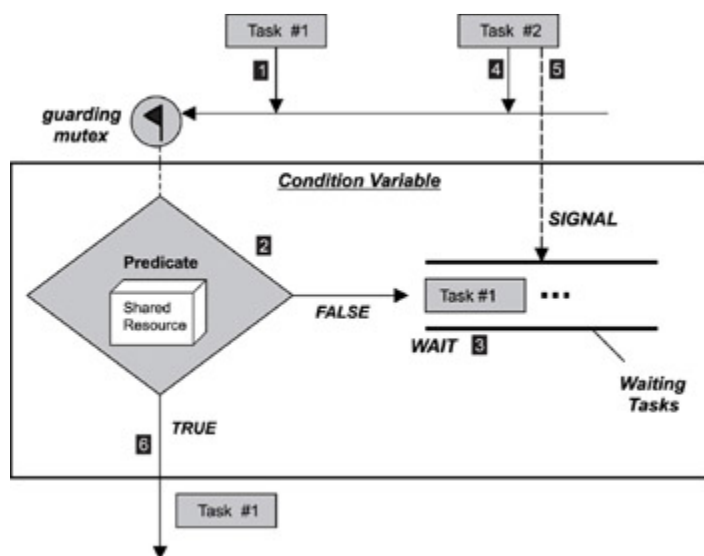 Task #1
Task #2
1
4
5
guarding
mutex
Condition Variable
2
SIGNAL
Predicate
Shared
Resource
FALSE
Task #1
...
WAIT
3
Waiting
Tasks
6
TRUE
Task #1